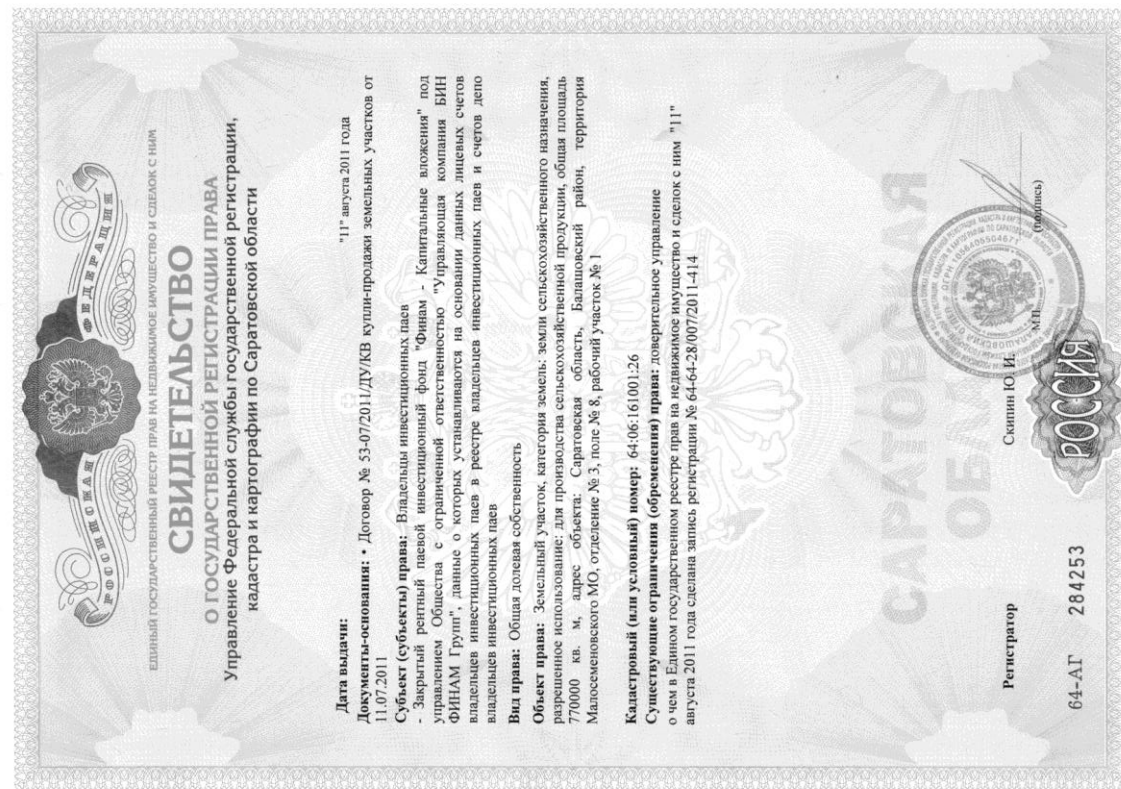 РОССИЙСКАЯ ФЕДЕРАЦИЯ
ЕДИНЫЙ ГОСУДАРСТВЕННЫЙ РЕЕСТР ПРАВ НА НЕДВИЖИМОЕ ИМУЩЕСТВО И СДЕЛОК С НИМ
СВИДЕТЕЛЬСТВО
О ГОСУДАРСТВЕННОЙ РЕГИСТРАЦИИ ПРАВА
Управление Федеральной службы государственной регистрации,
кадастра и картографии по Саратовской области
Дата выдачи: "11" августа 2011 года
Документы-основания: • Договор № 53-07/2011/ДУ/КВ купли-продажи земельных участков от
11.07.2011
Субъект (субъекты) права: Владельцы инвестиционных паев
- Закрытый рентный паевой инвестиционный фонд "Финам - Капитальные вложения" под
управлением Общества с ограниченной ответственностью "Управляющая компания БИН
ФИНАМ Групп", данные о которых устанавливаются на основании данных лицевых счетов
владельцев инвестиционных паев в реестре владельцев инвестиционных паев и счетов депо
владельцев инвестиционных паев
Вид права: Общая долевая собственность
Объект права: Земельный участок, категория земель: земли сельскохозяйственного назначения,
разрешенное использование: для производства сельскохозяйственной продукции, общая площадь
770000 кв. м, адрес объекта: Саратовская область, Балашовский район, территория
Малосеменовского МО, отделение № 3, поле № 8, рабочий участок № 1
Кадастровый (или условный) номер: 64:06:161001:26
Существующие ограничения (обременения) права: доверительное управление
о чем в Едином государственном реестре прав на недвижимое имущество и сделок с ним "11"
августа 2011 года сделана запись регистрации № 64-64-28/007/2011-414
САРАТОВСКАЯ
ОБЛАСТЬ
Регистратор Скипин Ю. И.
М.П. (подпись)
ОГРН 1046405504671
64-АГ 284253
РОССИЯ